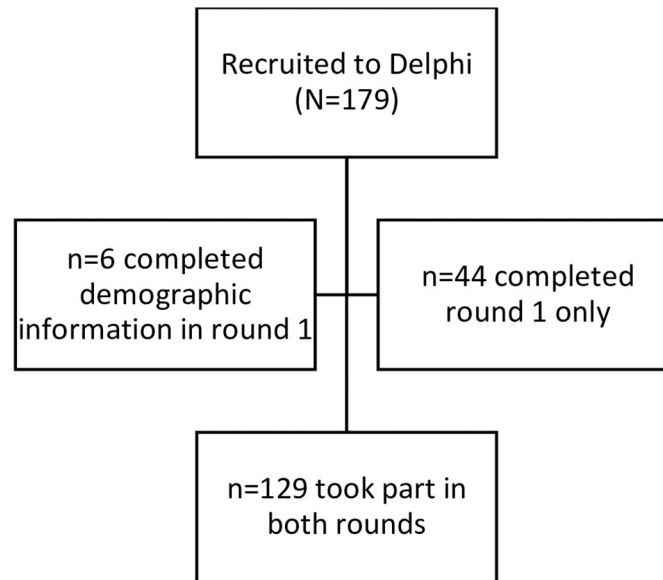 Recruited to Delphi
(N=179)
n=6 completed
demographic
information in round 1
n=44 completed
round 1 only
n=129 took part in
both rounds